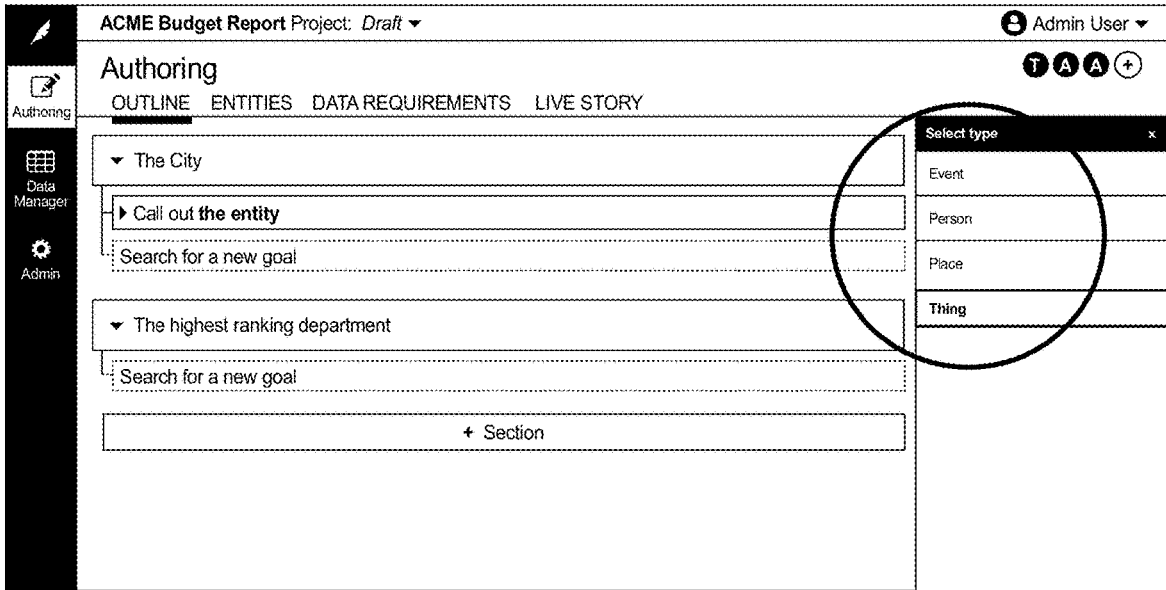 ACME Budget Report Project: Draft
Admin User
Authoring
T A A +
OUTLINE ENTITIES DATA REQUIREMENTS LIVE STORY
Authoring
Data
Manager
Admin
The City
Call out the entity
Search for a new goal
The highest ranking department
Search for a new goal
+ Section
Select type x
Event
Person
Place
Thing